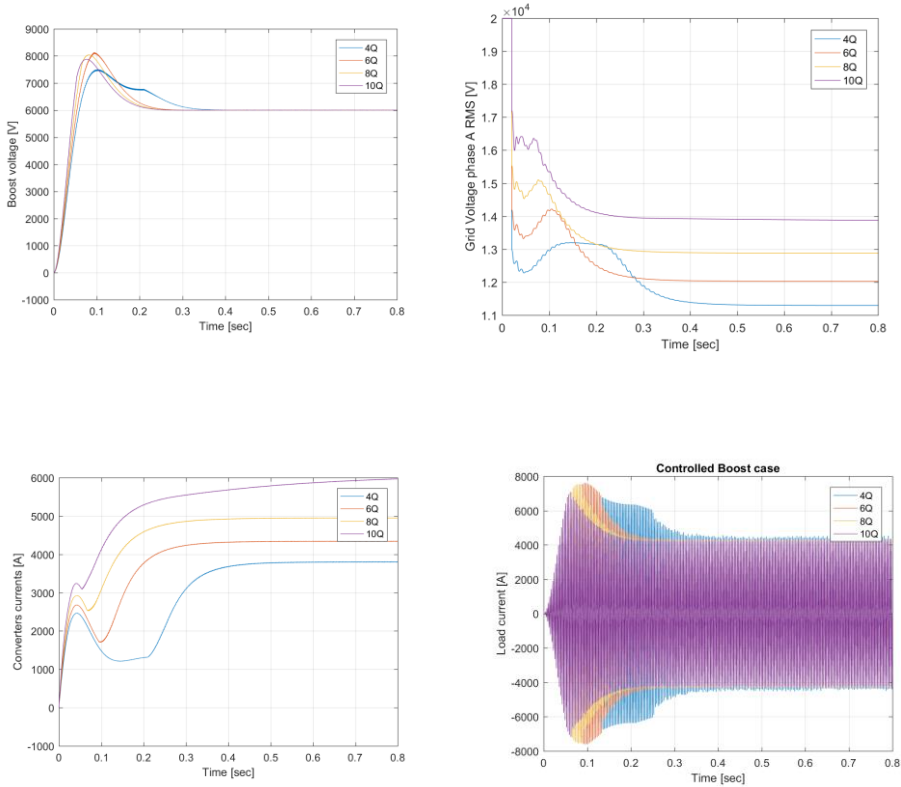 9000
8000
7000
6000
5000
4000
3000
2000
1000
0
-1000
Boost voltage [V]
0 0.1 0.2 0.3 0.4 0.5 0.6 0.7 0.8
Time [sec]
4Q
6Q
8Q
10Q
×10⁴
2
1.9
1.8
1.7
1.6
1.5
1.4
1.3
1.2
1.1
Grid Voltage phase A RMS [V]
0 0.1 0.2 0.3 0.4 0.5 0.6 0.7 0.8
Time [sec]
4Q
6Q
8Q
10Q
6000
5000
4000
3000
2000
1000
0
-1000
Converters currents [A]
0 0.1 0.2 0.3 0.4 0.5 0.6 0.7 0.8
Time [sec]
4Q
6Q
8Q
10Q
Controlled Boost case
8000
6000
4000
2000
0
-2000
-4000
-6000
-8000
Load current [A]
0 0.1 0.2 0.3 0.4 0.5 0.6 0.7 0.8
Time [sec]
4Q
6Q
8Q
10Q